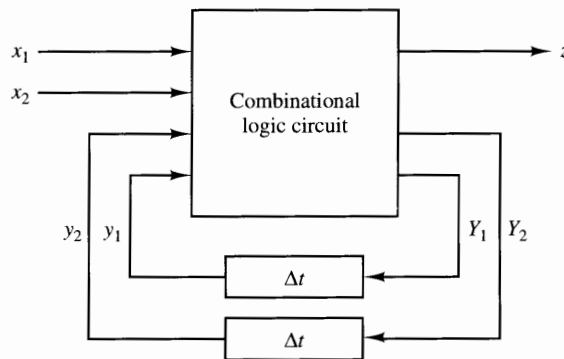 x₁
z
x₂
Combinational
logic circuit
y₂
y₁
Y₁
Y₂
Δt
Δt